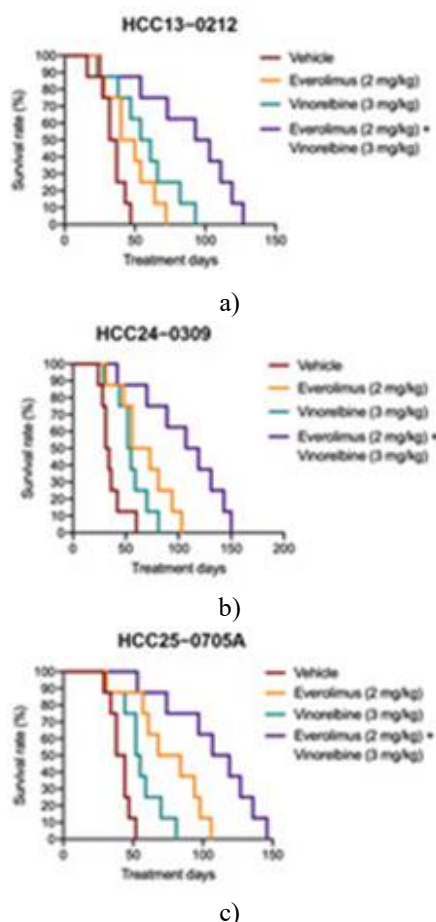 HCC13-0212
Survival rate (%)
100
90
80
70
60
50
40
30
20
10
0
0 50 100 150
Treatment days
Vehicle
Everolimus (2 mg/kg)
Vinorelbine (3 mg/kg)
Everolimus (2 mg/kg) +
Vinorelbine (3 mg/kg)
a)
HCC24-0309
Survival rate (%)
100
90
80
70
60
50
40
30
20
10
0
0 50 100 150 200
Treatment days
Vehicle
Everolimus (2 mg/kg)
Vinorelbine (3 mg/kg)
Everolimus (2 mg/kg) +
Vinorelbine (3 mg/kg)
b)
HCC25-0705A
Survival rate (%)
100
90
80
70
60
50
40
30
20
10
0
0 50 100 150
Treatment days
Vehicle
Everolimus (2 mg/kg)
Vinorelbine (3 mg/kg)
Everolimus (2 mg/kg) +
Vinorelbine (3 mg/kg)
c)